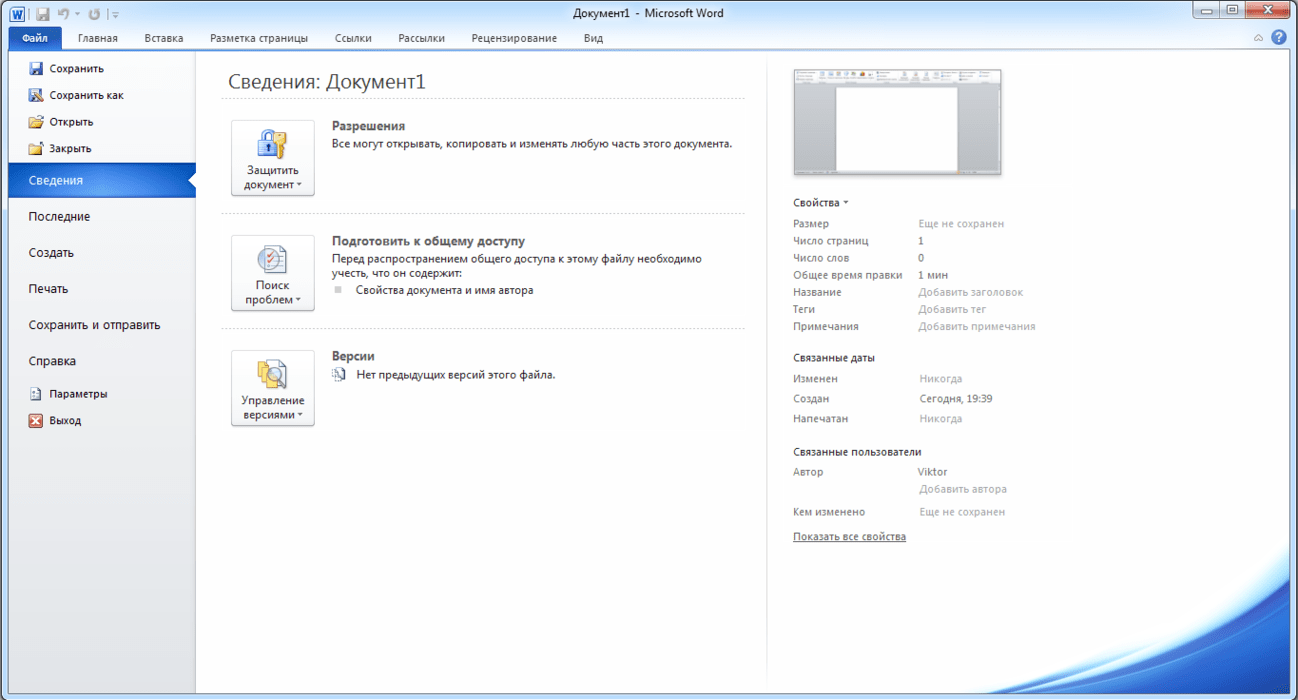 Документ1 - Microsoft Word
Файл Главная Вставка Разметка страницы Ссылки Рассылки Рецензирование Вид
Сохранить
Сохранить как
Открыть
Закрыть
Сведения
Последние
Создать
Печать
Сохранить и отправить
Справка
Параметры
Выход
Сведения: Документ1
Защитить
документ
Разрешения
Все могут открывать, копировать и изменять любую часть этого документа.
Поиск
проблем
Подготовить к общему доступу
Перед распространением общего доступа к этому файлу необходимо
учесть, что он содержит:
Свойства документа и имя автора
Управление
версиями
Версии
Нет предыдущих версий этого файла.
Свойства
Размер Еще не сохранен
Число страниц 1
Число слов 0
Общее время правки 1 мин
Название Добавить заголовок
Теги Добавить тег
Примечания Добавить примечания
Связанные даты
Изменен Никогда
Создан Сегодня, 19:39
Напечатан Никогда
Связанные пользователи
Автор Viktor
Добавить автора
Кем изменено Еще не сохранен
Показать все свойства